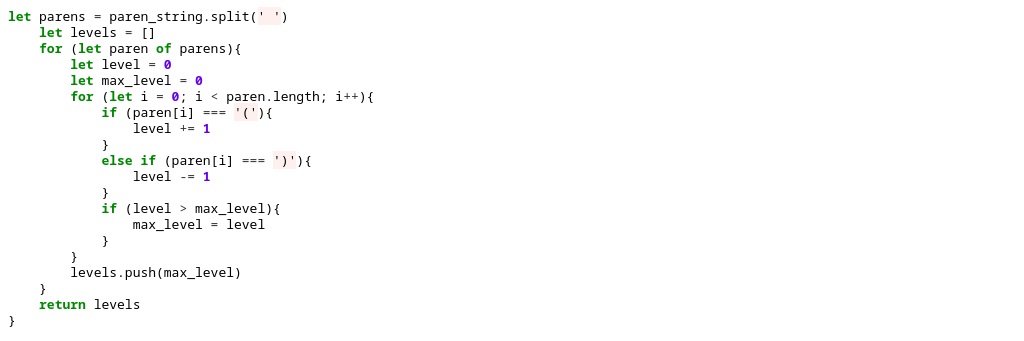 let parens = paren_string.split(' ')
    let levels = []
    for (let paren of parens){
        let level = 0
        let max_level = 0
        for (let i = 0; i < paren.length; i++){
            if (paren[i] === '('){
                level += 1
            }
            else if (paren[i] === ')'){
                level -= 1
            }
            if (level > max_level){
                max_level = level
            }
        }
        levels.push(max_level)
    }
    return levels
}